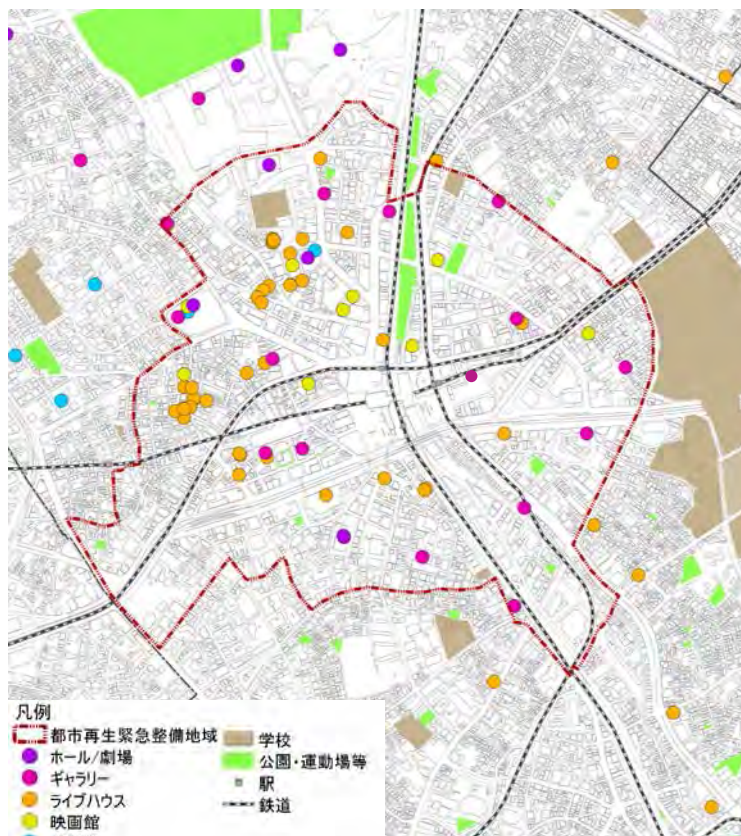 凡例
都市再生緊急整備地域
ホール/劇場
ギャラリー
ライブハウス
映画館
学校
公園・運動場等
駅
鉄道